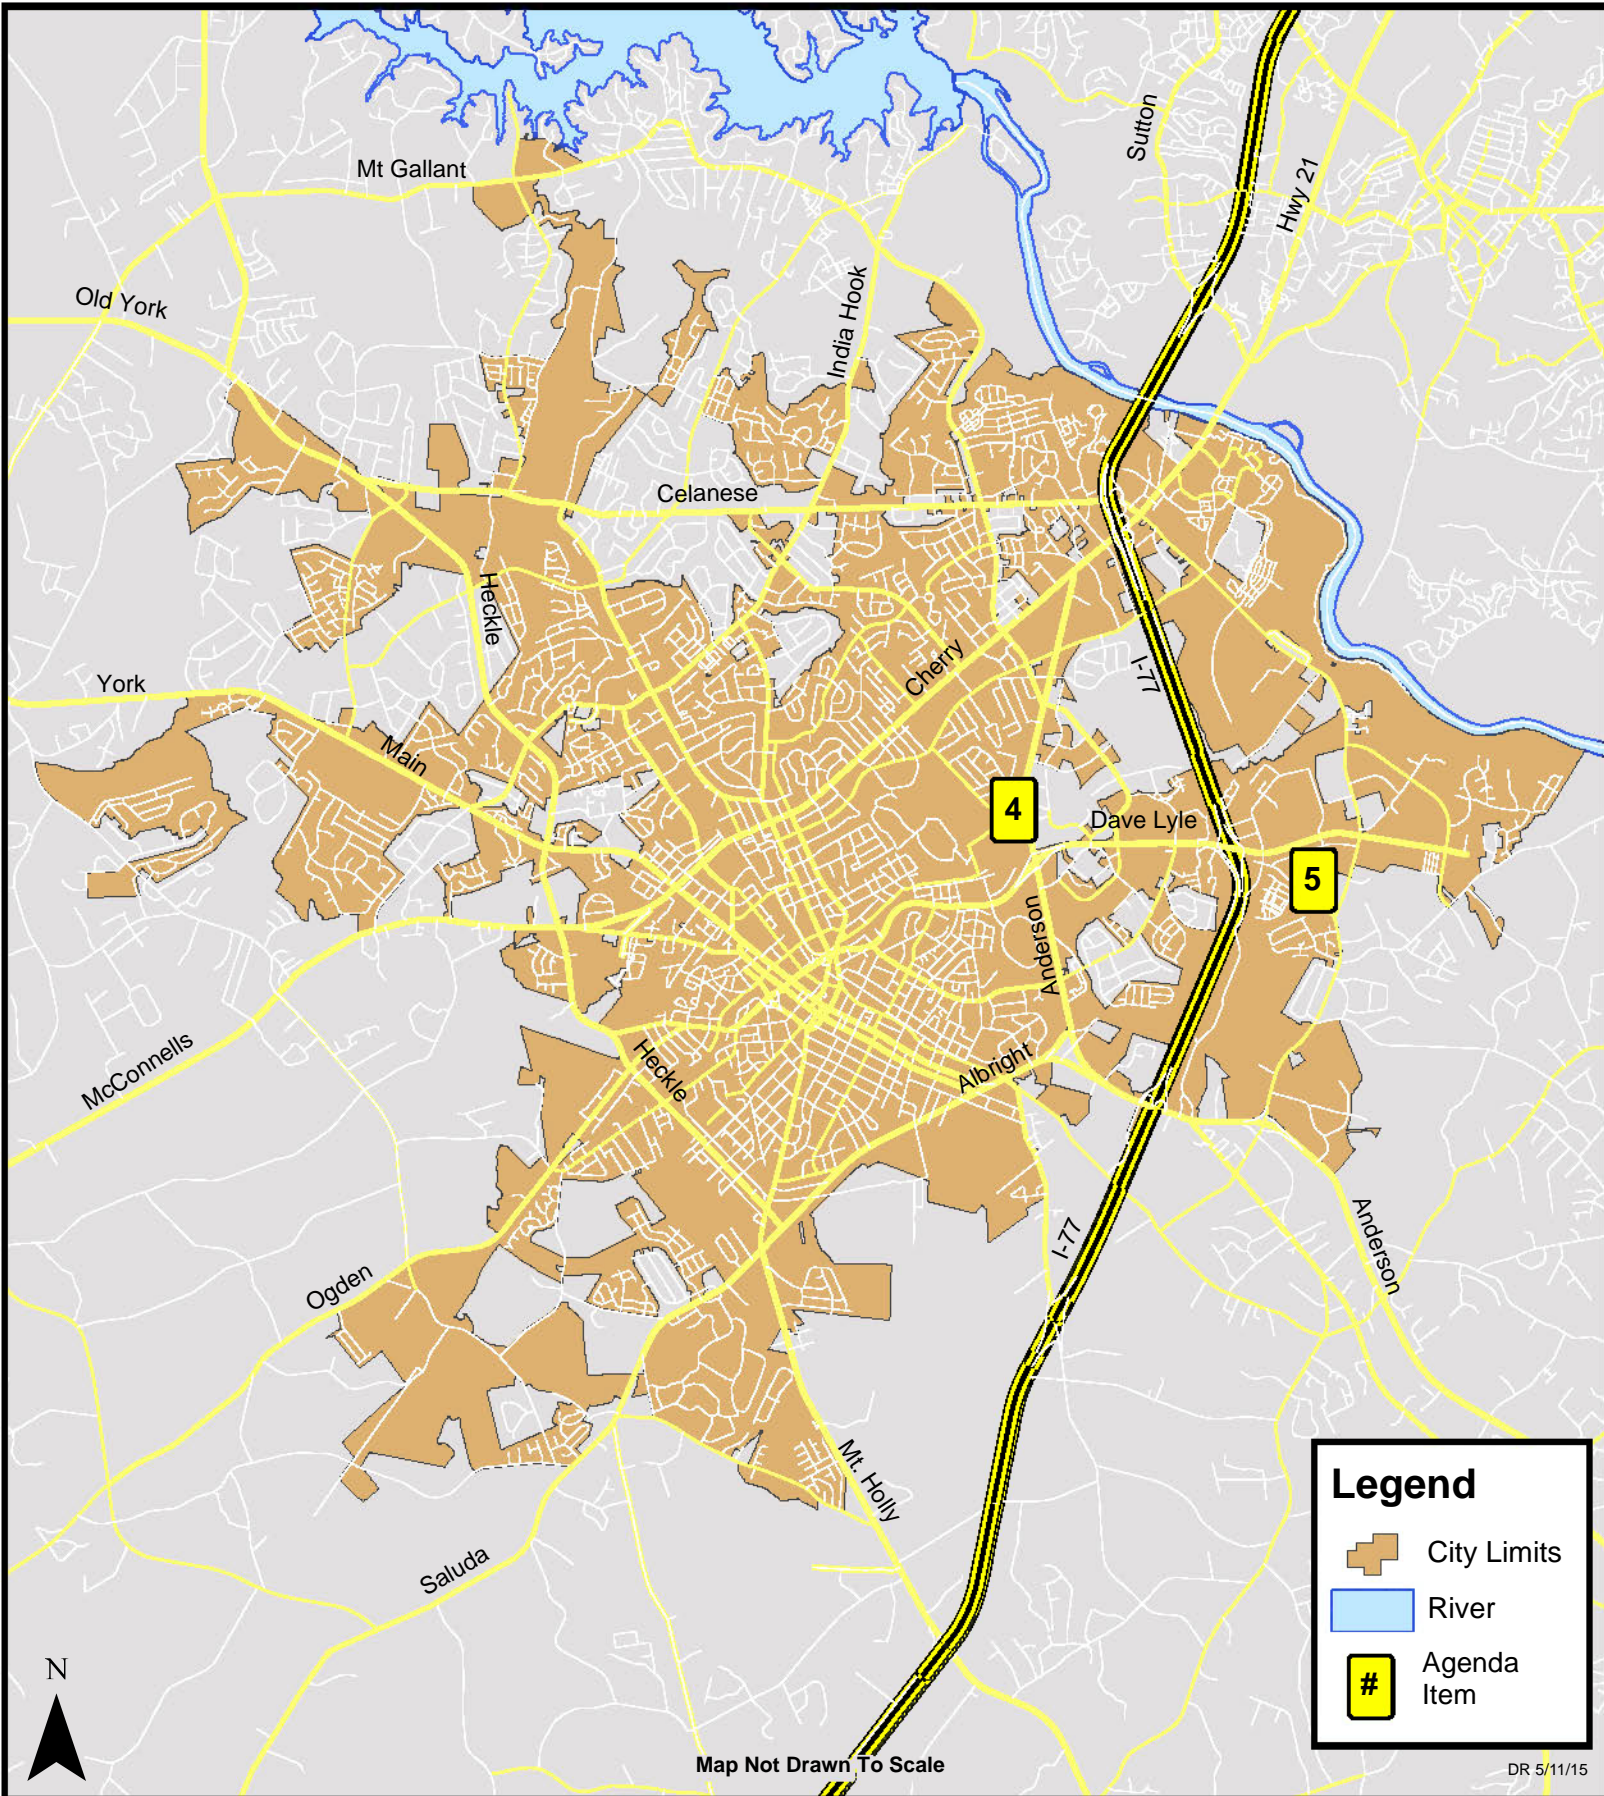 Sutton
Mt Gallant
Hwy 21
Old York
India Hook
Celanese
Heckle
Cherry
I-77
York
Main
4
Dave Lyle
5
Anderson
McConnells
Heckle
Albright
I-77
Anderson
Ogden
Mt. Holly
Saluda
Legend
City Limits
River
#
Agenda
Item
N
Map Not Drawn To Scale
DR 5/11/15